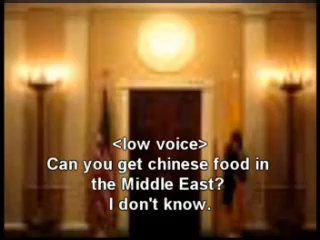 <low voice>
Can you get chinese food in
the Middle East?
I don't know.